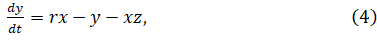 dy/dt = rx − y − xz, (4)